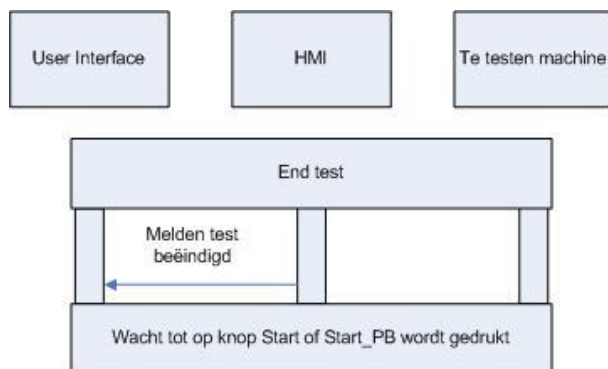 User Interface
HMI
Te testen machine
End test
Melden test
beëindigd
Wacht tot op knop Start of Start_PB wordt gedrukt